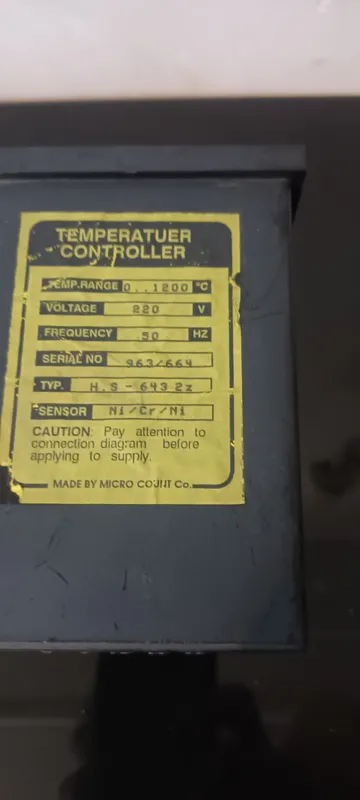 TEMPERATUER
CONTROLLER
TEMP.RANGE 0..1200 °C
VOLTAGE 220 V
FREQUENCY 50 HZ
SERIAL NO 963/664
TYP. H.S-643 2z
SENSOR Ni/Cr/Ni
CAUTION: Pay attention to
connection diagram before
applying to supply.
MADE BY MICRO COUNT Co.